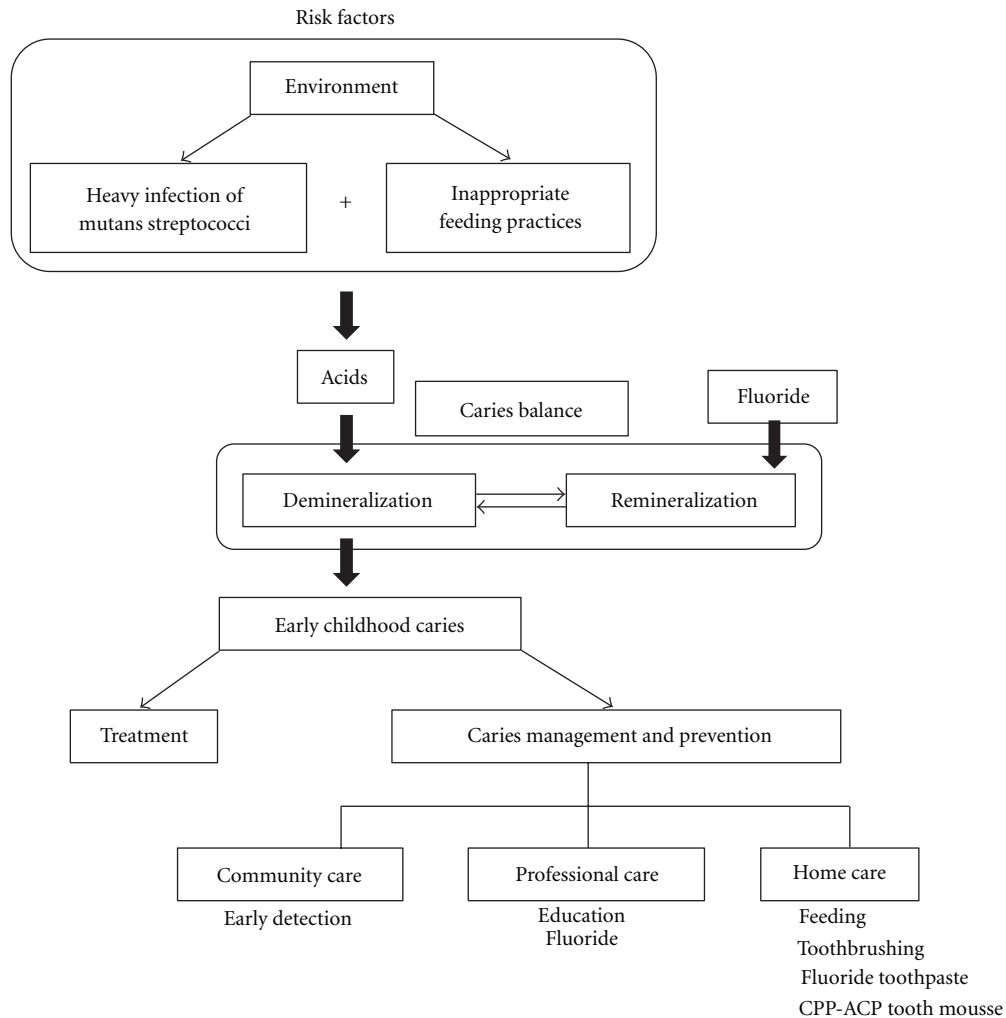 Risk factors
Environment
Heavy infection of
mutans streptococci
+
Inappropriate
feeding practices
Acids
Caries balance
Fluoride
Demineralization
Remineralization
Early childhood caries
Treatment
Caries management and prevention
Community care
Early detection
Professional care
Education
Fluoride
Home care
Feeding
Toothbrushing
Fluoride toothpaste
CPP-ACP tooth mousse